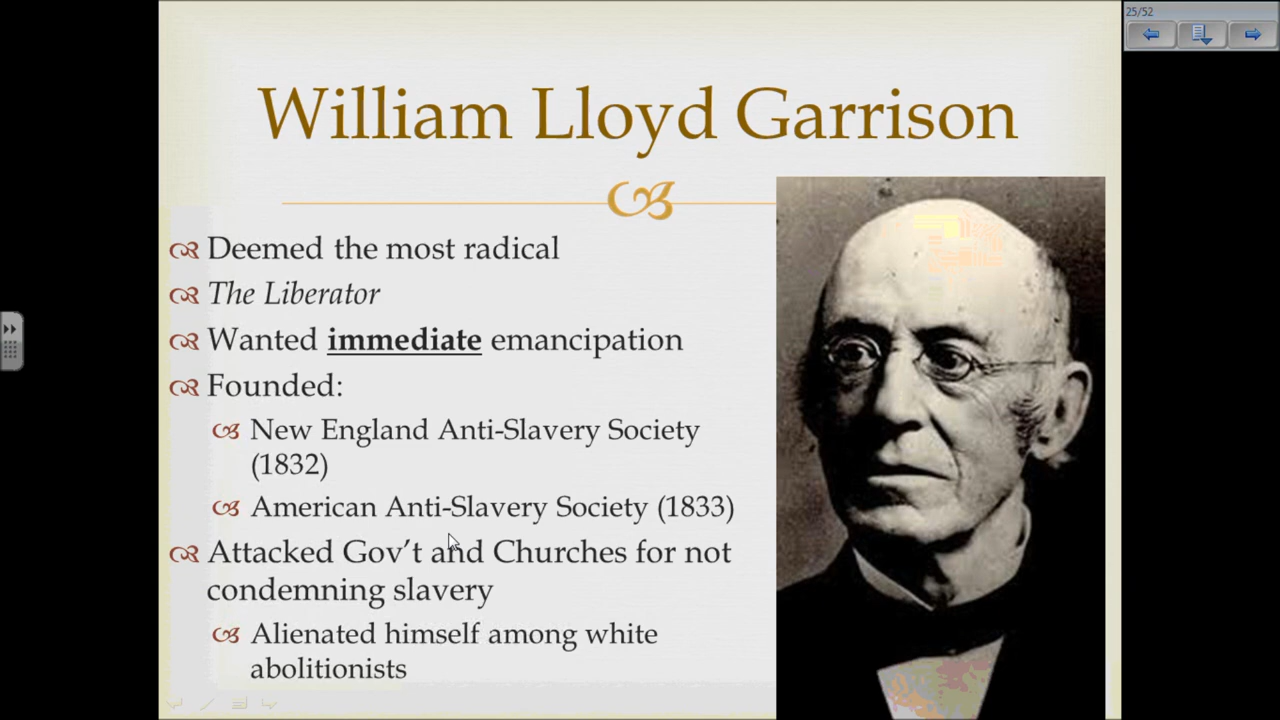 25/52
William Lloyd Garrison
Deemed the most radical
The Liberator
Wanted immediate emancipation
Founded:
New England Anti-Slavery Society
(1832)
American Anti-Slavery Society (1833)
Attacked Gov’t and Churches for not
condemning slavery
Alienated himself among white
abolitionists